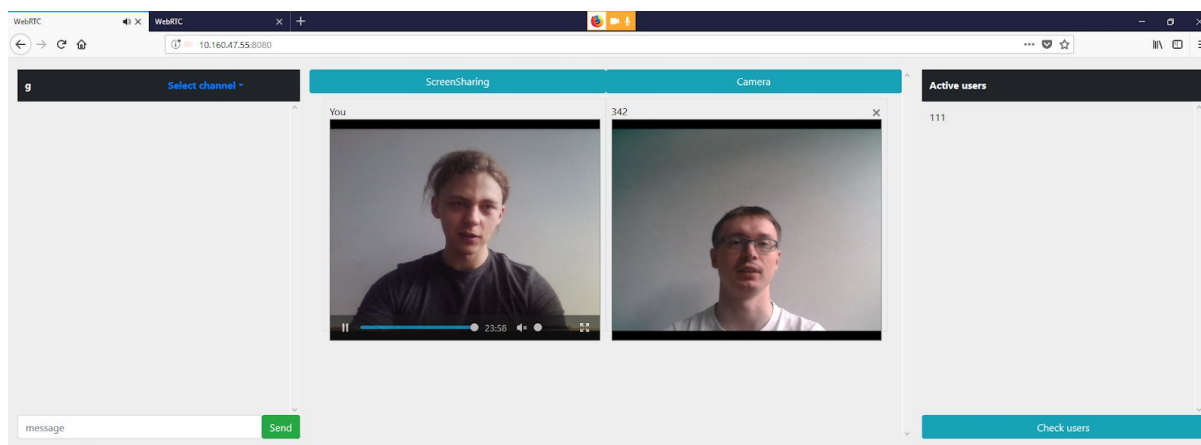 WebRTC
WebRTC
10.160.47.55:8080
g
Select channel
ScreenSharing
Camera
Active users
You
342
111
23:58
message
Send
Check users